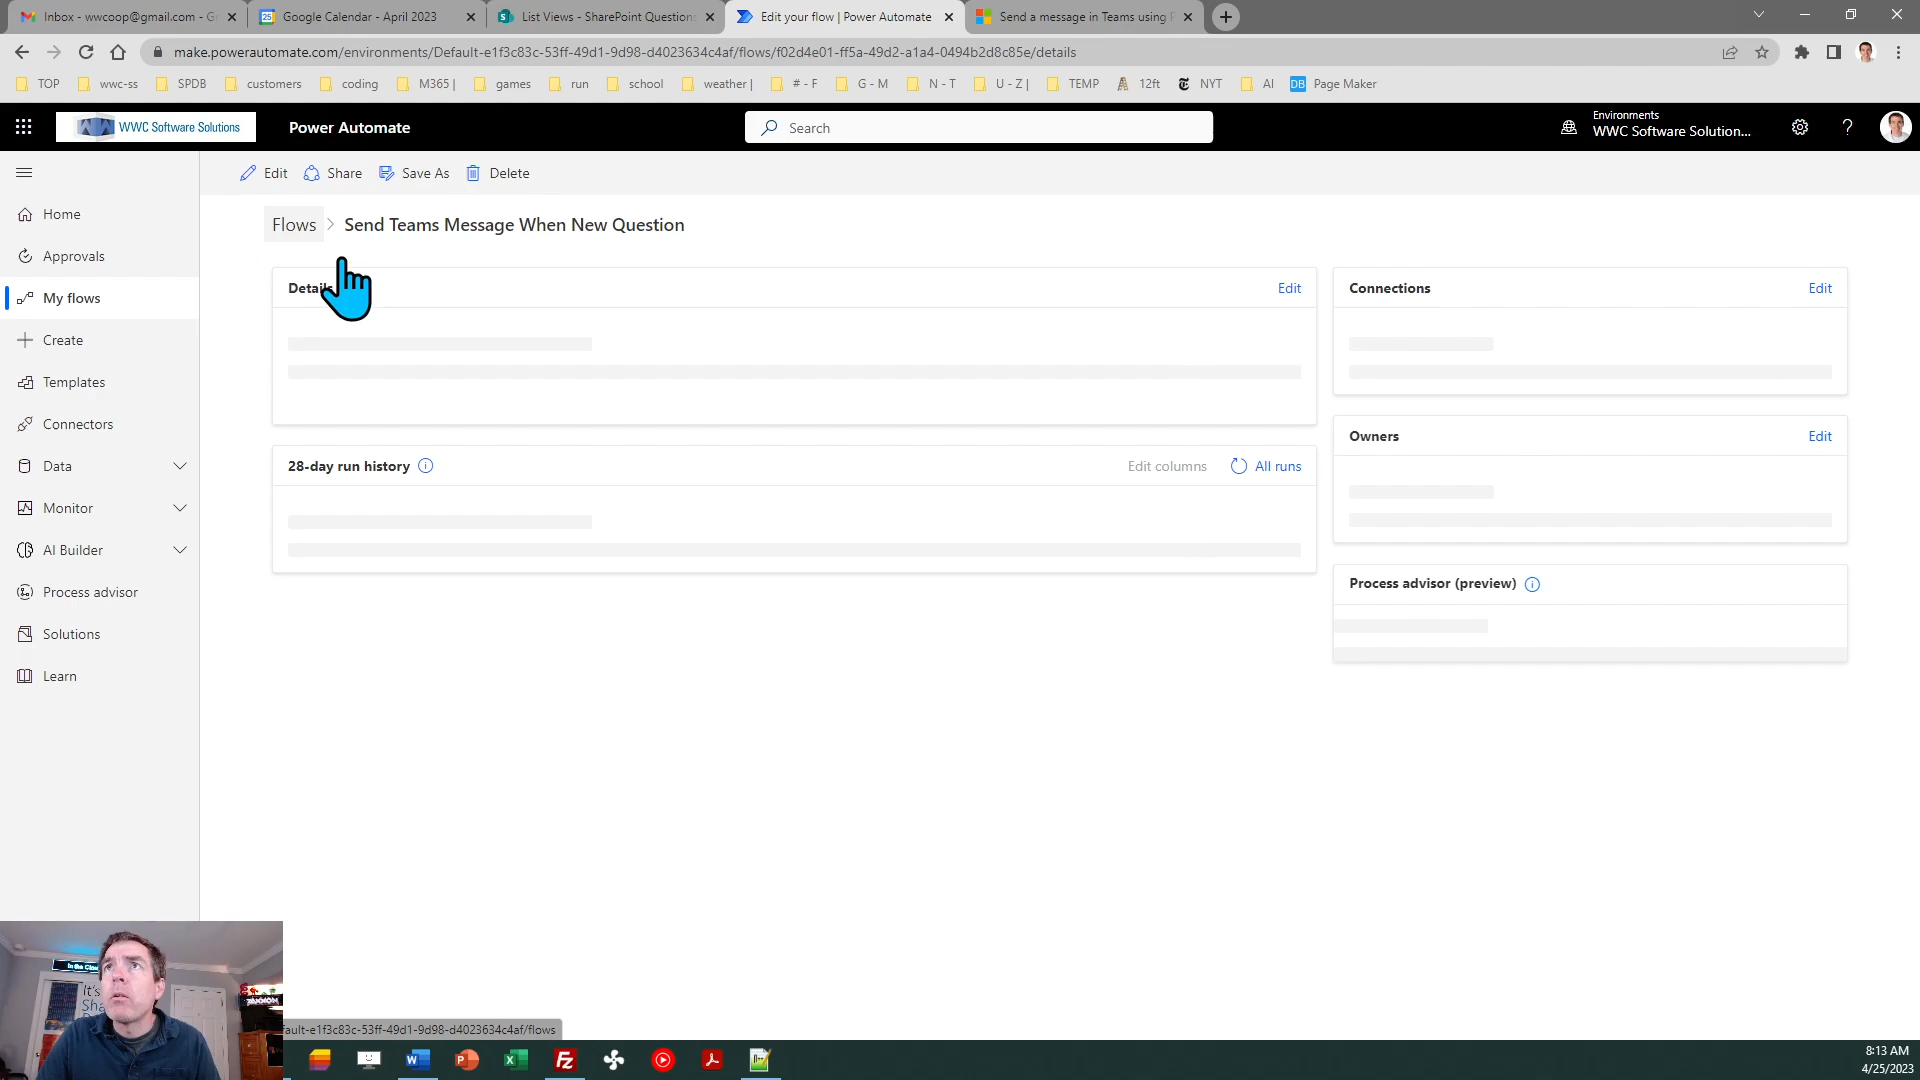 Inbox - wwcoop@gmail.com - G
Google Calendar - April 2023
List Views - SharePoint Question
Edit your flow | Power Automate
Send a message in Teams using P
make.powerautomate.com/environments/Default-e1f3c83c-53ff-49d1-9d98-d4023634c4af/flows/f02d4e01-ff5a-49d2-a1a4-0494b2d8c85e/details
TOP
wwc-ss
SPDB
customers
coding
M365 |
games
run
school
weather |
# - F
G - M
N - T
U - Z |
TEMP
12ft
NYT
AI
DB Page Maker
WWC Software Solutions
Power Automate
Search
Environments
WWC Software Solution...
Edit
Share
Save As
Delete
Home
Approvals
My flows
Create
Templates
Connectors
Data
Monitor
AI Builder
Process advisor
Solutions
Learn
Flows > Send Teams Message When New Question
Details
Edit
28-day run history
Edit columns
All runs
Connections
Edit
Owners
Edit
Process advisor (preview)
It's
Sha
fault-e1f3c83c-53ff-49d1-9d98-d4023634c4af/flows
8:13 AM
4/25/2023